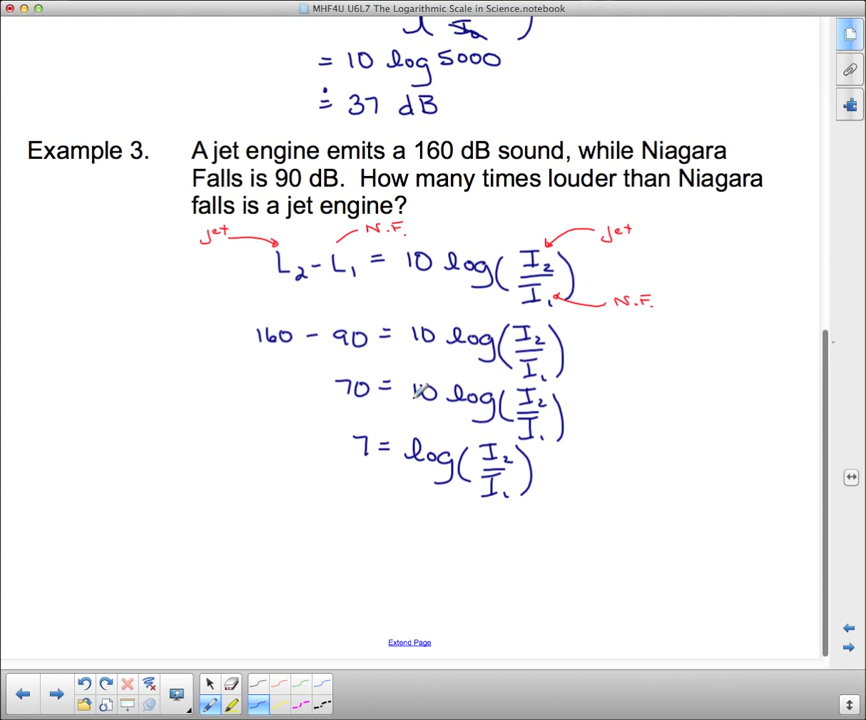 MHF4U U6L7 The Logarithmic Scale in Science.notebook
= 10 log 5000
≐ 37 dB
Example 3. A jet engine emits a 160 dB sound, while Niagara
Falls is 90 dB. How many times louder than Niagara
falls is a jet engine?
Jet N.F. Jet
L₂ - L₁ = 10 log(I₂/I₁)
N.F.
160 - 90 = 10 log(I₂/I₁)
70 = 10 log(I₂/I₁)
7 = log(I₂/I₁)
Extend Page